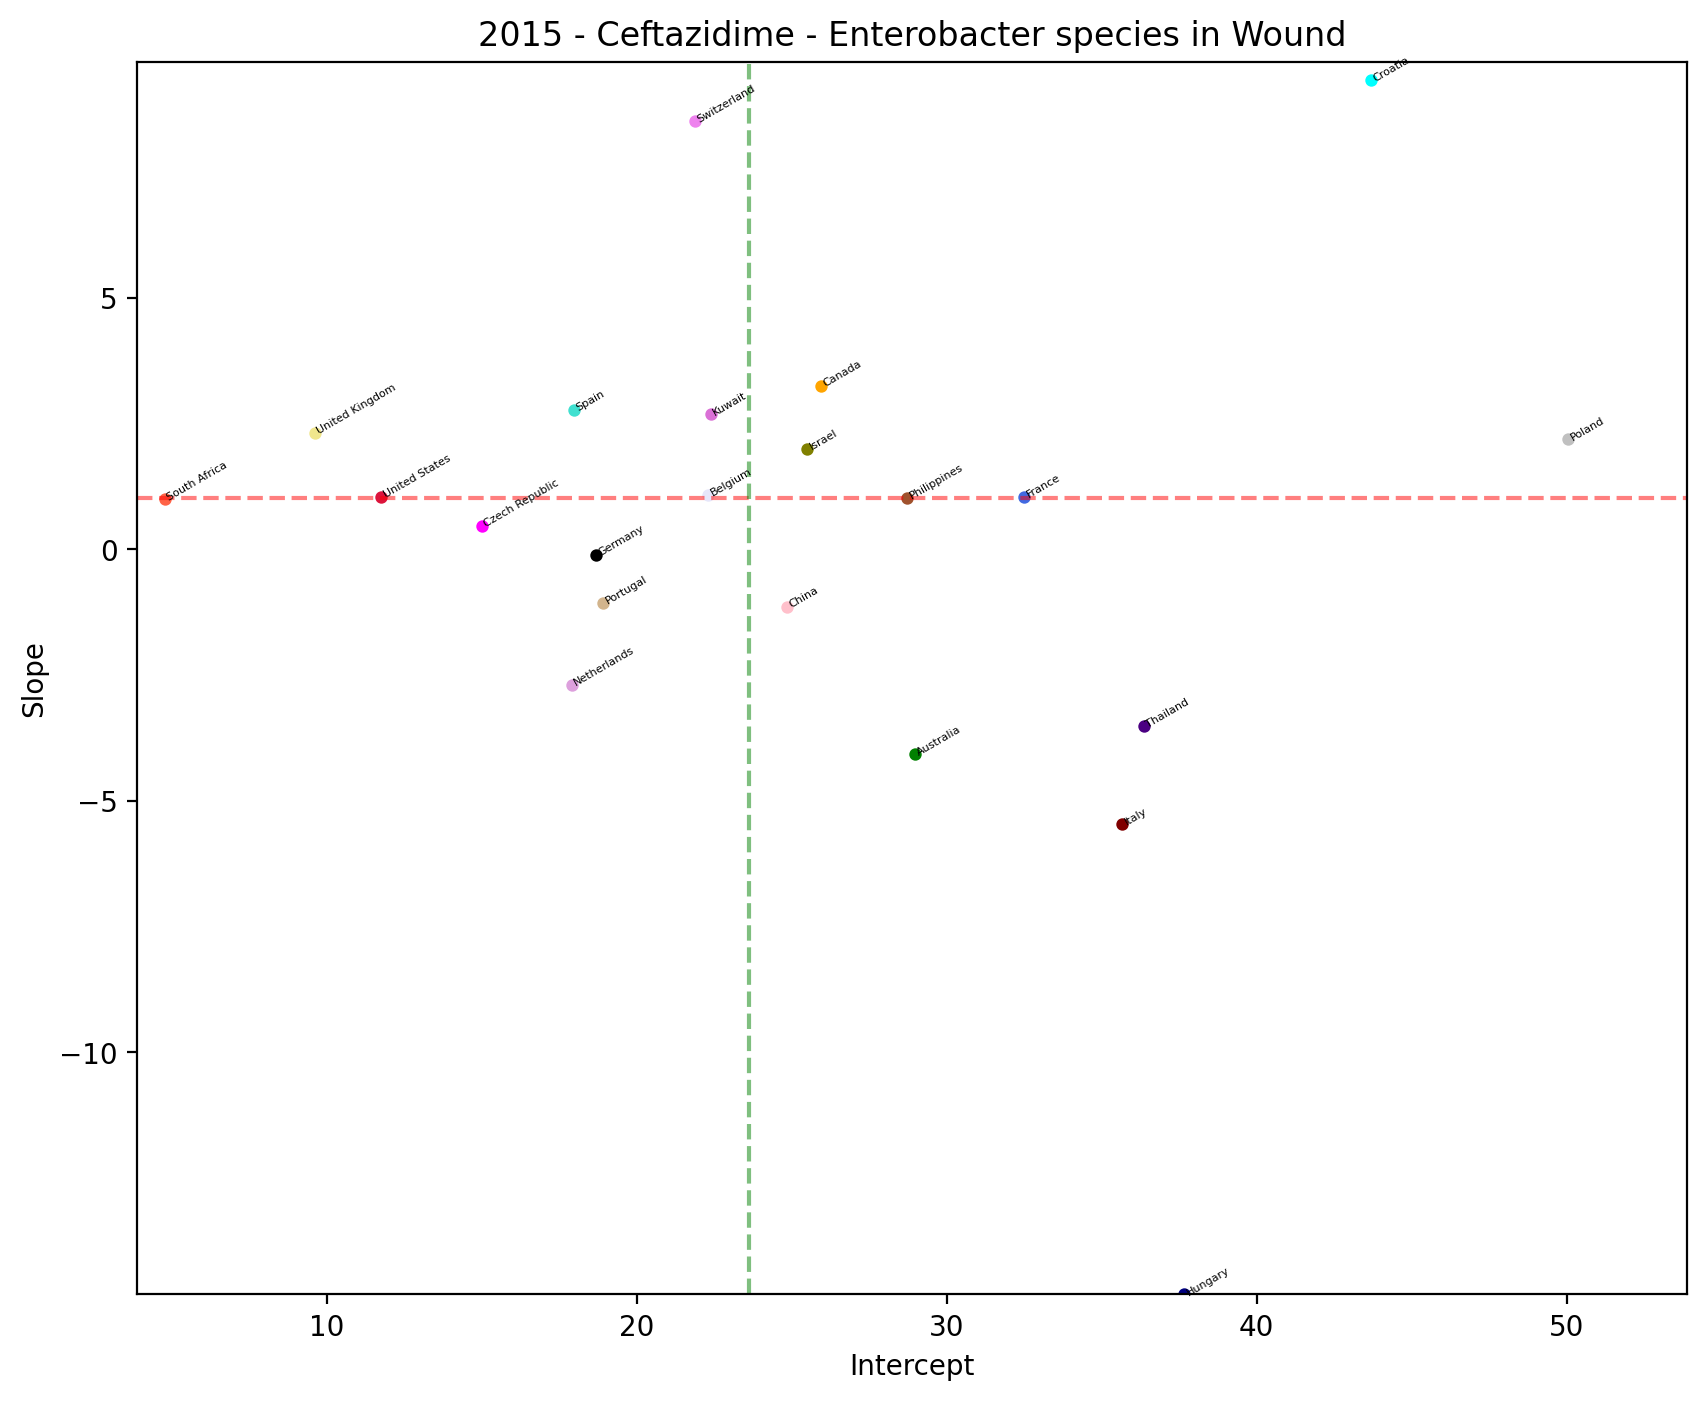 2015 - Ceftazidime - Enterobacter species in Wound
Croatia
Switzerland
5
Canada
Spain
Kuwait
United Kingdom
Israel
Poland
South Africa
United States
Belgium
Philippines
France
Czech Republic
0
Germany
Portugal
China
Netherlands
Slope
Thailand
Australia
−5
Italy
−10
Hungary
10
20
30
40
50
Intercept